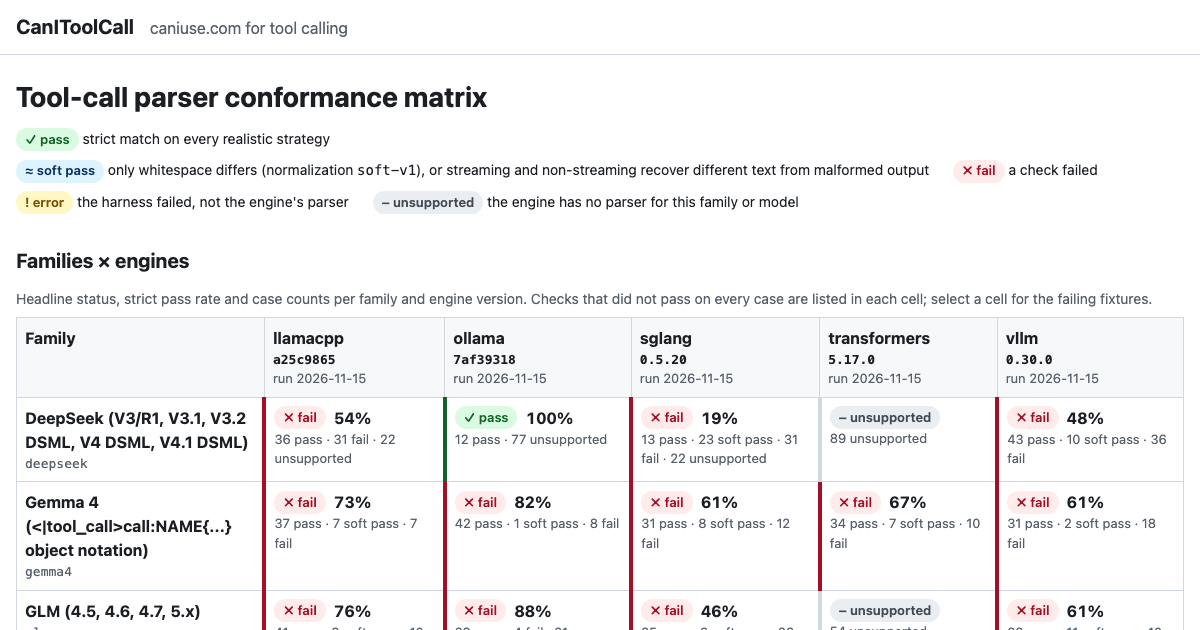 CanIToolCall caniuse.com for tool calling
Tool-call parser conformance matrix
✓ pass strict match on every realistic strategy
≈ soft pass only whitespace differs (normalization soft-v1), or streaming and non-streaming recover different text from malformed output ✕ fail a check failed
! error the harness failed, not the engine's parser – unsupported the engine has no parser for this family or model
Families × engines
Headline status, strict pass rate and case counts per family and engine version. Checks that did not pass on every case are listed in each cell; select a cell for the failing fixtures.
Family llamacpp ollama sglang transformers vllm
a25c9865 7af39318 0.5.20 5.17.0 0.30.0
run 2026-11-15 run 2026-11-15 run 2026-11-15 run 2026-11-15 run 2026-11-15
DeepSeek (V3/R1, V3.1, V3.2 ✕ fail 54% ✓ pass 100% ✕ fail 19% – unsupported ✕ fail 48%
DSML, V4 DSML, V4.1 DSML) 36 pass · 31 fail · 22 12 pass · 77 unsupported 13 pass · 23 soft pass · 31 89 unsupported 43 pass · 10 soft pass · 36
deepseek unsupported fail · 22 unsupported fail
Gemma 4 ✕ fail 73% ✕ fail 82% ✕ fail 61% ✕ fail 67% ✕ fail 61%
(<|tool_call>call:NAME{...} 37 pass · 7 soft pass · 7 42 pass · 1 soft pass · 8 fail 31 pass · 8 soft pass · 12 34 pass · 7 soft pass · 10 31 pass · 2 soft pass · 18
object notation) fail fail fail fail
gemma4
GLM (4.5, 4.6, 4.7, 5.x) ✕ fail 76% ✕ fail 88% ✕ fail 46% – unsupported ✕ fail 61%